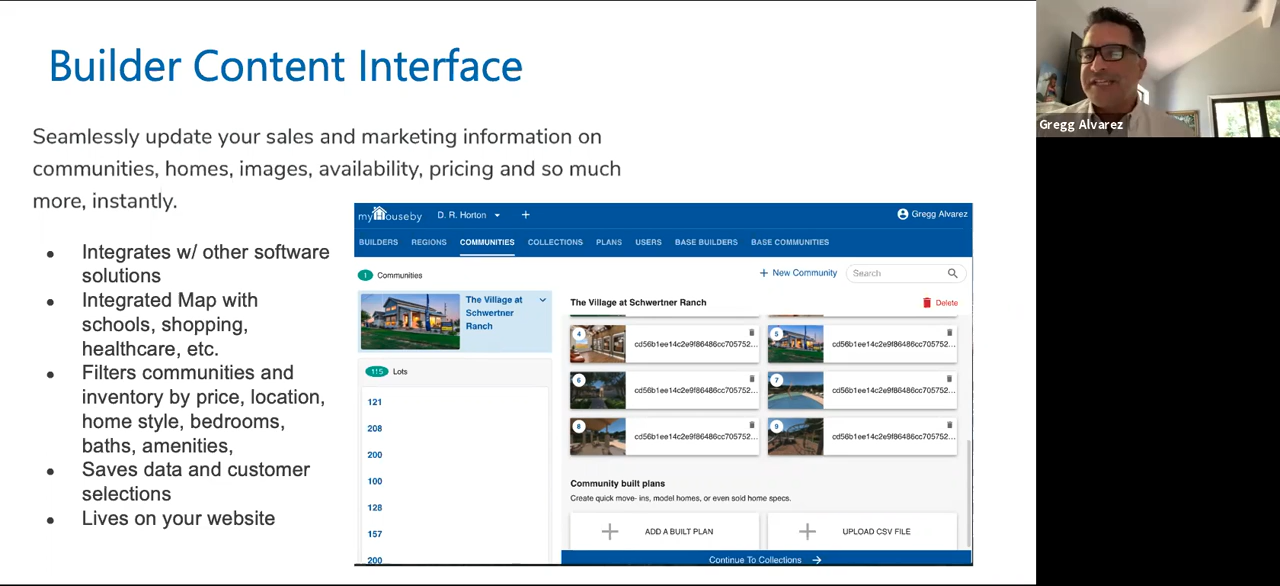 Builder Content Interface
Seamlessly update your sales and marketing information on
communities, homes, images, availability, pricing and so much
more, instantly.
• Integrates w/ other software
solutions
• Integrated Map with
schools, shopping,
healthcare, etc.
• Filters communities and
inventory by price, location,
home style, bedrooms,
baths, amenities,
• Saves data and customer
selections
• Lives on your website
myHouseby D. R. Horton + Gregg Alvarez
BUILDERS REGIONS COMMUNITIES COLLECTIONS PLANS USERS BASE BUILDERS BASE COMMUNITIES
1 Communities
+ New Community Search
The Village at
Schwertner
Ranch
115 Lots
121
208
200
100
128
157
200
The Village at Schwertner Ranch Delete
4 cd56b1ee14c2e9f86486cc705752... 5 cd56b1ee14c2e9f86486cc705752...
6 cd56b1ee14c2e9f86486cc705752... 7 cd56b1ee14c2e9f86486cc705752...
8 cd56b1ee14c2e9f86486cc705752... 9 cd56b1ee14c2e9f86486cc705752...
Community built plans
Create quick move- ins, model homes, or even sold home specs.
+ ADD A BUILT PLAN + UPLOAD CSV FILE
Continue To Collections →
Gregg Alvarez